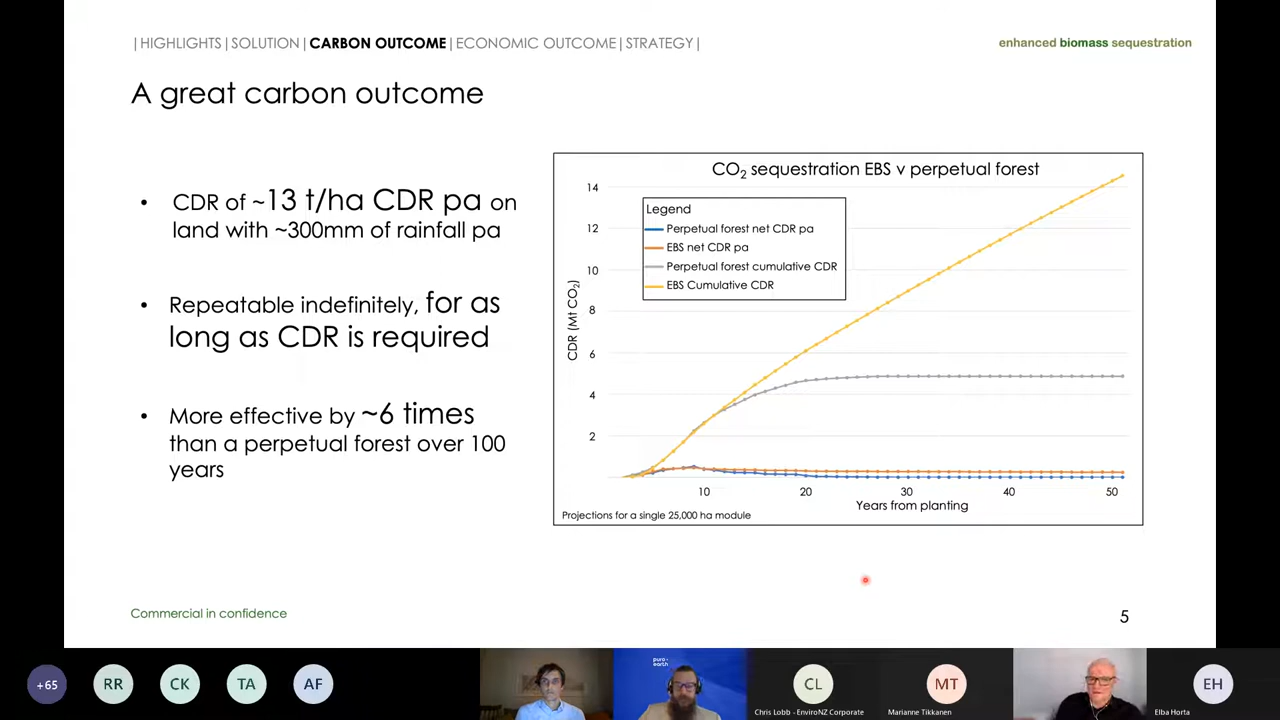 |HIGHLIGHTS|SOLUTION|CARBON OUTCOME|ECONOMIC OUTCOME|STRATEGY|
enhanced biomass sequestration
A great carbon outcome
• CDR of ~13 t/ha CDR pa on
land with ~300mm of rainfall pa
• Repeatable indefinitely, for as
long as CDR is required
• More effective by ~6 times
than a perpetual forest over 100
years
CO₂ sequestration EBS v perpetual forest
Legend
Perpetual forest net CDR pa
EBS net CDR pa
Perpetual forest cumulative CDR
EBS Cumulative CDR
CDR (Mt CO₂)
14
12
10
8
6
4
2
10 20 30 40 50
Years from planting
Projections for a single 25,000 ha module
Commercial in confidence
5
+65
RR
CK
TA
AF
puro·earth
CL
Chris Lobb - EnviroNZ Corporate
MT
Marianne Tikkanen
EH
Elba Horta